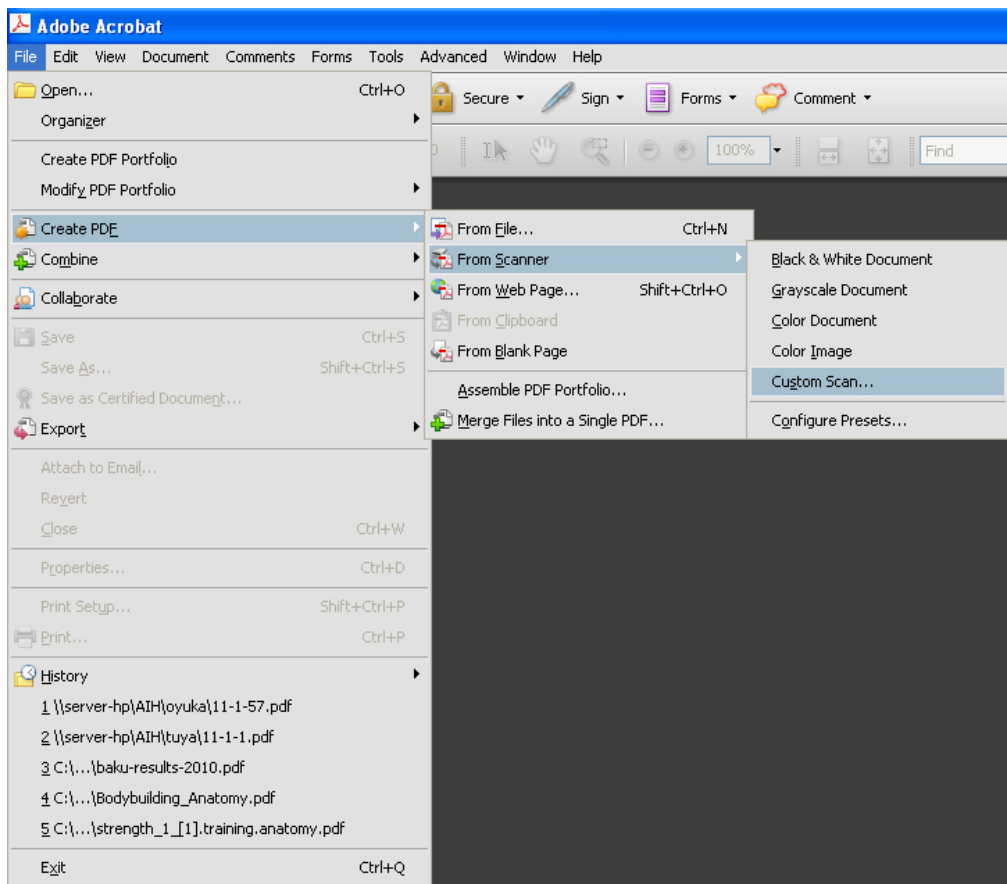 Adobe Acrobat
File Edit View Document Comments Forms Tools Advanced Window Help
Secure Sign Forms Comment
100% Find
Open... Ctrl+O
Organizer
Create PDF Portfolio
Modify PDF Portfolio
Create PDF
Combine
Collaborate
Save Ctrl+S
Save As... Shift+Ctrl+S
Save as Certified Document...
Export
Attach to Email...
Revert
Close Ctrl+W
Properties... Ctrl+D
Print Setup... Shift+Ctrl+P
Print... Ctrl+P
History
1 \\server-hp\AIH\oyuka\11-1-57.pdf
2 \\server-hp\AIH\tuya\11-1-1.pdf
3 C:\...\baku-results-2010.pdf
4 C:\...\Bodybuilding_Anatomy.pdf
5 C:\...\strength_1_[1].training.anatomy.pdf
Exit Ctrl+Q
From File... Ctrl+N
From Scanner
From Web Page... Shift+Ctrl+O
From Clipboard
From Blank Page
Assemble PDF Portfolio...
Merge Files into a Single PDF...
Black & White Document
Grayscale Document
Color Document
Color Image
Custom Scan...
Configure Presets...